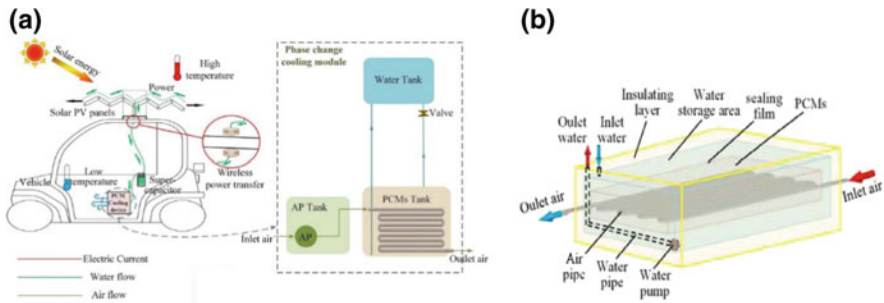 (a)
Solar energy
High
temperature
Power
Solar PV panels
Wireless
power transfer
Vehicle
Low
temperature
Super-
capacitor
PCM
Cooling
device
Electric Current
Water flow
Air flow
Phase change
cooling module
Water Tank
Valve
AP Tank
AP
PCMs Tank
Inlet air
Outlet air
(b)
Insulating
layer
Water
storage area
sealing
film
PCMs
Oulet
water
Inlet
water
Inlet air
Oulet air
Air
pipe
Water
pipe
Water
pump